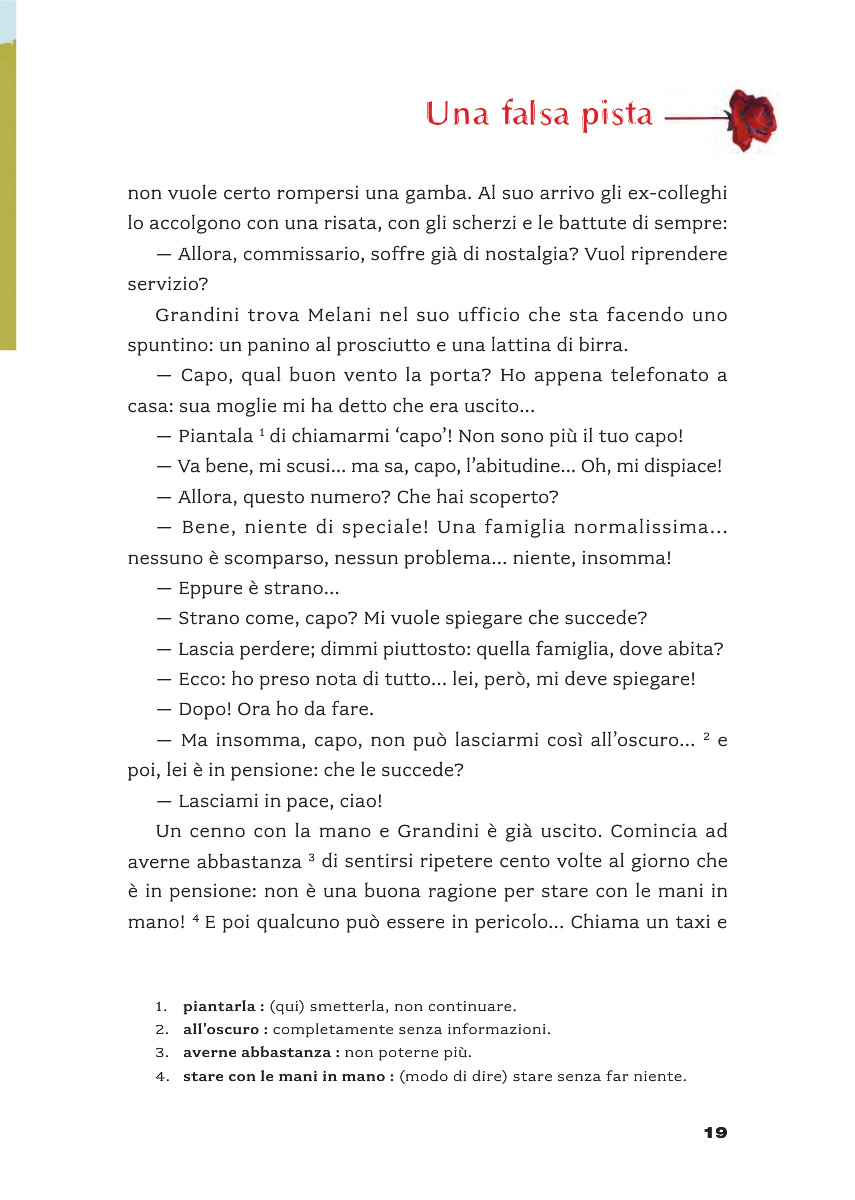 Una falsa pista
non vuole certo rompersi una gamba. Al suo arrivo gli ex-colleghi
lo accolgono con una risata, con gli scherzi e le battute di sempre:
— Allora, commissario, soffre già di nostalgia? Vuol riprendere
servizio?
Grandini trova Melani nel suo ufficio che sta facendo uno
spuntino: un panino al prosciutto e una lattina di birra.
— Capo, qual buon vento la porta? Ho appena telefonato a
casa: sua moglie mi ha detto che era uscito...
— Piantala ¹ di chiamarmi ‘capo’! Non sono più il tuo capo!
— Va bene, mi scusi... ma sa, capo, l’abitudine... Oh, mi dispiace!
— Allora, questo numero? Che hai scoperto?
— Bene, niente di speciale! Una famiglia normalissima...
nessuno è scomparso, nessun problema... niente, insomma!
— Eppure è strano...
— Strano come, capo? Mi vuole spiegare che succede?
— Lascia perdere; dimmi piuttosto: quella famiglia, dove abita?
— Ecco: ho preso nota di tutto... lei, però, mi deve spiegare!
— Dopo! Ora ho da fare.
— Ma insomma, capo, non può lasciarmi così all’oscuro... ² e
poi, lei è in pensione: che le succede?
— Lasciami in pace, ciao!
Un cenno con la mano e Grandini è già uscito. Comincia ad
averne abbastanza ³ di sentirsi ripetere cento volte al giorno che
è in pensione: non è una buona ragione per stare con le mani in
mano! ⁴ E poi qualcuno può essere in pericolo... Chiama un taxi e
1. piantarla : (qui) smetterla, non continuare.
2. all’oscuro : completamente senza informazioni.
3. averne abbastanza : non poterne più.
4. stare con le mani in mano : (modo di dire) stare senza far niente.
19